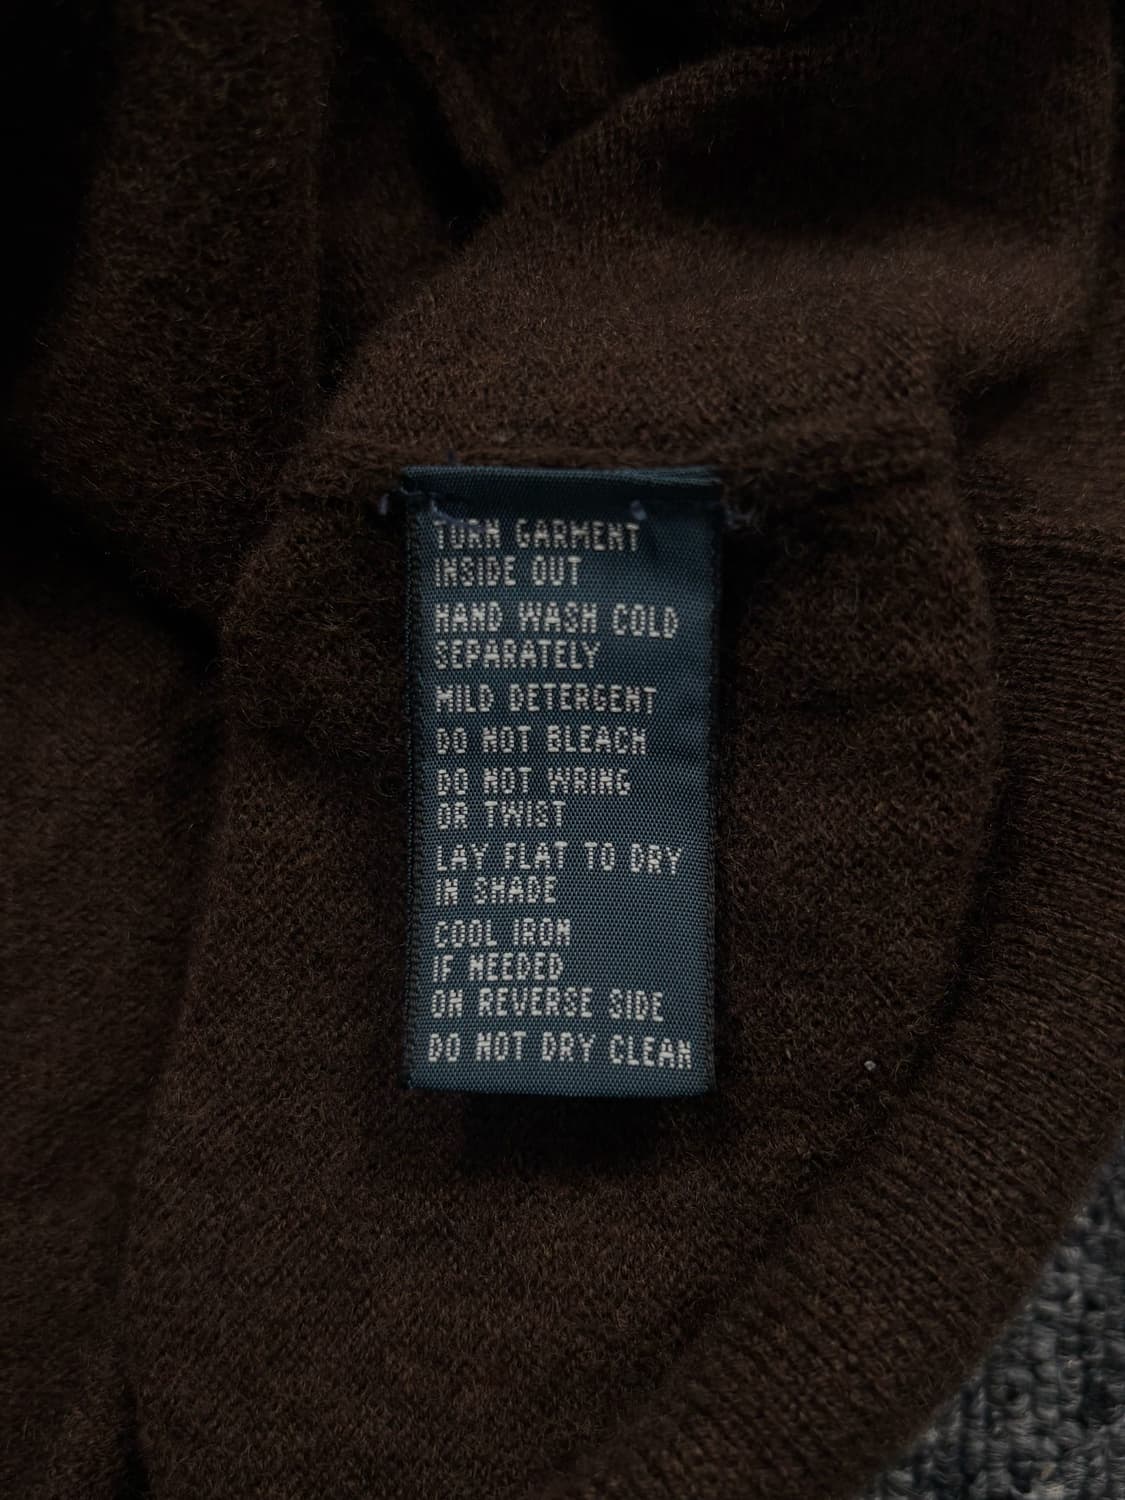 TURN GARMENT
INSIDE OUT
HAND WASH COLD
SEPARATELY
MILD DETERGENT
DO NOT BLEACH
DO NOT WRING
OR TWIST
LAY FLAT TO DRY
IN SHADE
COOL IRON
IF NEEDED
ON REVERSE SIDE
DO NOT DRY CLEAN